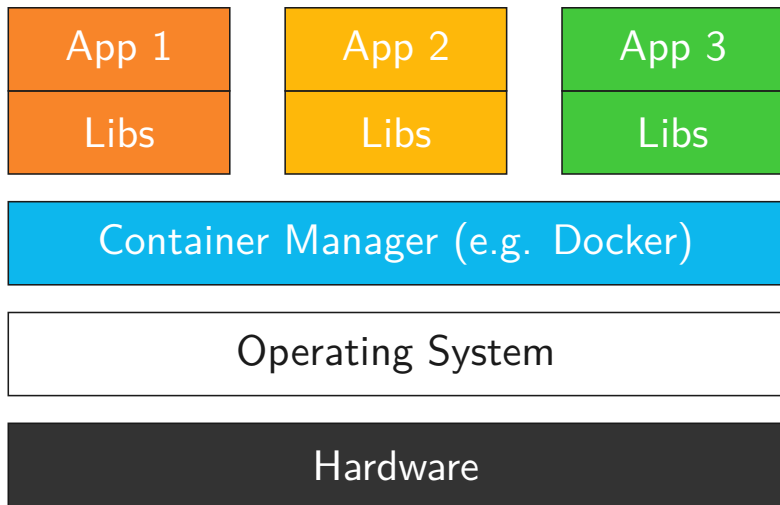 App 1
App 2
App 3
Libs
Libs
Libs
Container Manager (e.g. Docker)
Operating System
Hardware